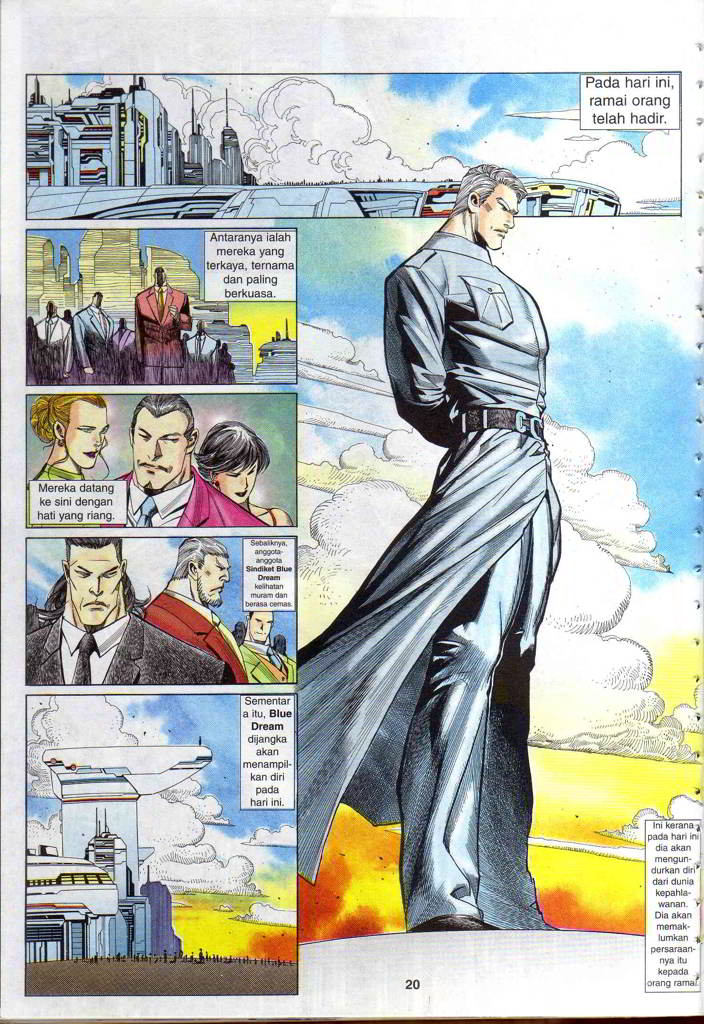 Pada hari ini,
ramai orang
telah hadir.
Antaranya ialah
mereka yang
terkaya, ternama
dan paling
berkuasa.
Mereka datang
ke sini dengan
hati yang riang.
Sebaliknya,
anggota-
anggota
Sindiket Blue
Dream
kelihatan
muram dan
berasa cemas.
Sementar
a itu, Blue
Dream
dijangka
akan
menampil-
kan diri
pada
hari ini.
Ini kerana
pada hari ini
dia akan
mengun-
durkan diri
dari dunia
kepahla-
wanan.
Dia akan
memak-
lumkan
persaraan-
nya itu
kepada
orang ramai.
20